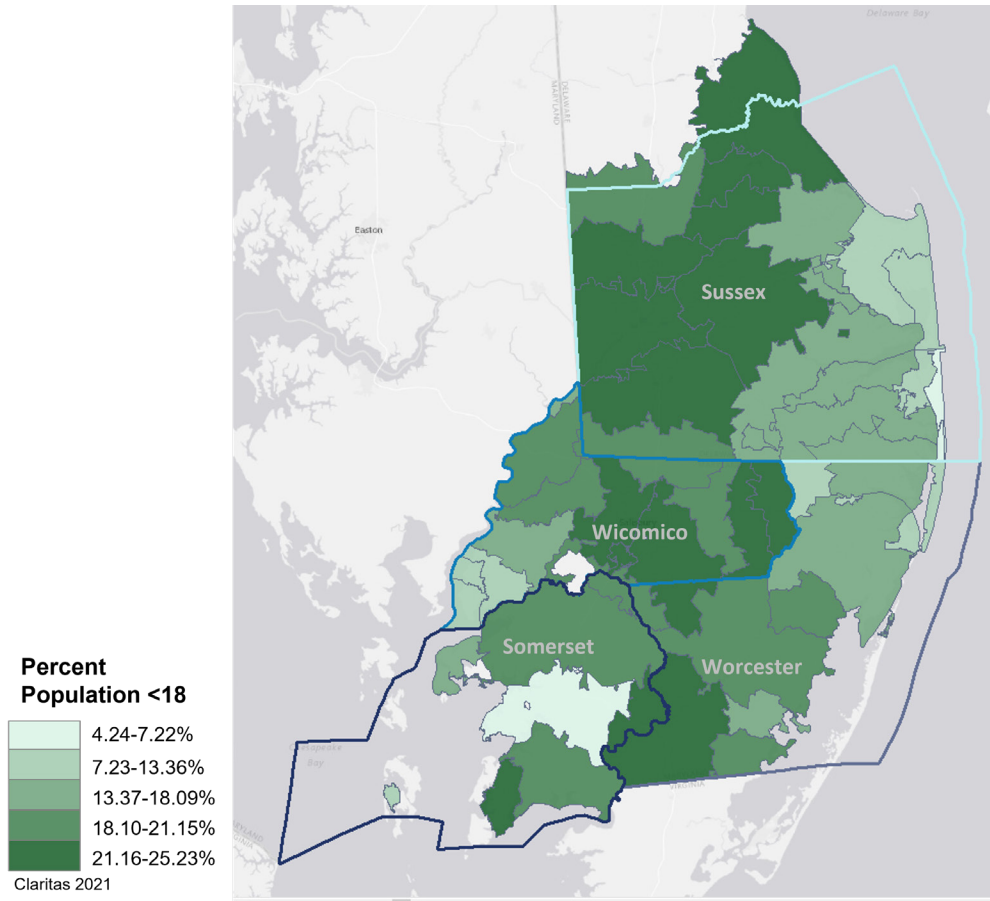 Delaware Bay
DELAWARE
MARYLAND
Easton
Sussex
Wicomico
Somerset
Worcester
Percent
Population <18
4.24-7.22%
7.23-13.36%
13.37-18.09%
18.10-21.15%
21.16-25.23%
Claritas 2021
Chesapeake
Bay
VIRGINIA
MARYLAND